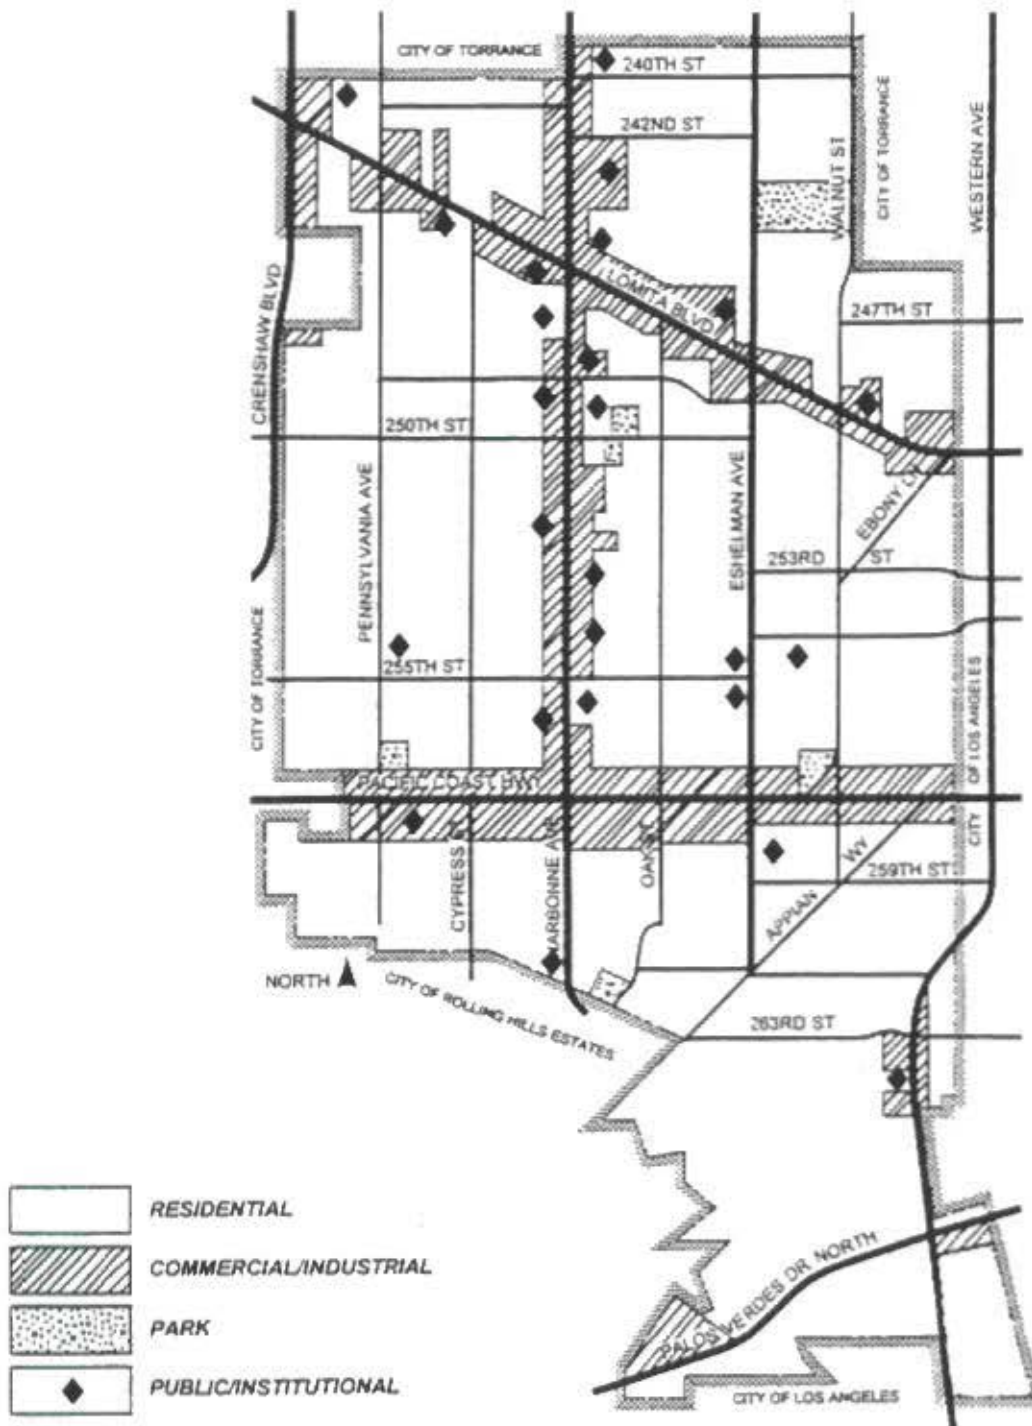 CITY OF TORRANCE
240TH ST
242ND ST
WALNUT ST
CITY OF TORRANCE
WESTERN AVE
CRENSHAW BLVD
LOMITA BLVD
247TH ST
250TH ST
PENNSYLVANIA AVE
ESHELMAN AVE
EBONY LN
253RD ST
CITY OF TORRANCE
255TH ST
CITY OF LOS ANGELES
PACIFIC COAST HWY
CYPRESS ST
NARBONNE AVE
OAK ST
APPIAN WY
259TH ST
NORTH
CITY OF ROLLING HILLS ESTATES
263RD ST
RESIDENTIAL
COMMERCIAL/INDUSTRIAL
PARK
PUBLIC/INSTITUTIONAL
PALOS VERDES DR NORTH
CITY OF LOS ANGELES